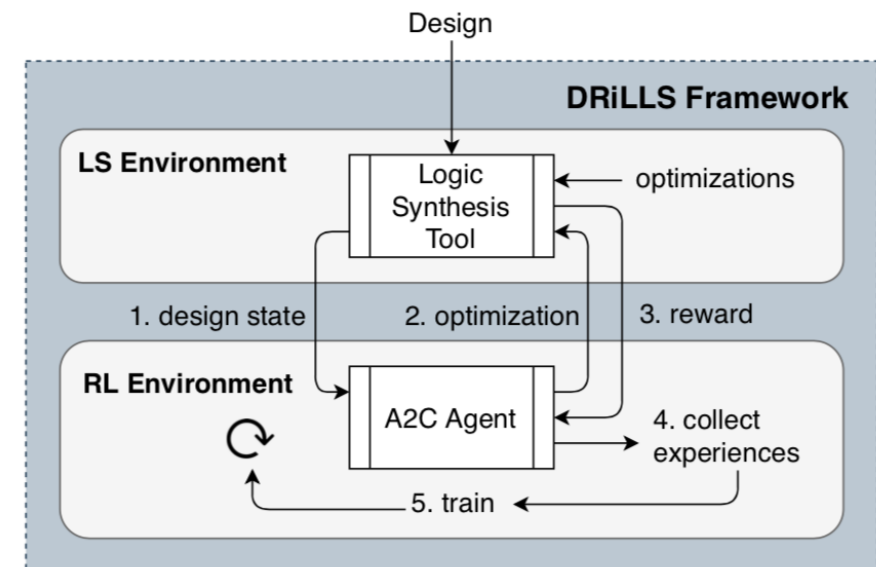 Design
DRiLLS Framework
LS Environment
Logic
Synthesis
Tool
optimizations
1. design state
2. optimization
3. reward
RL Environment
A2C Agent
4. collect
experiences
5. train